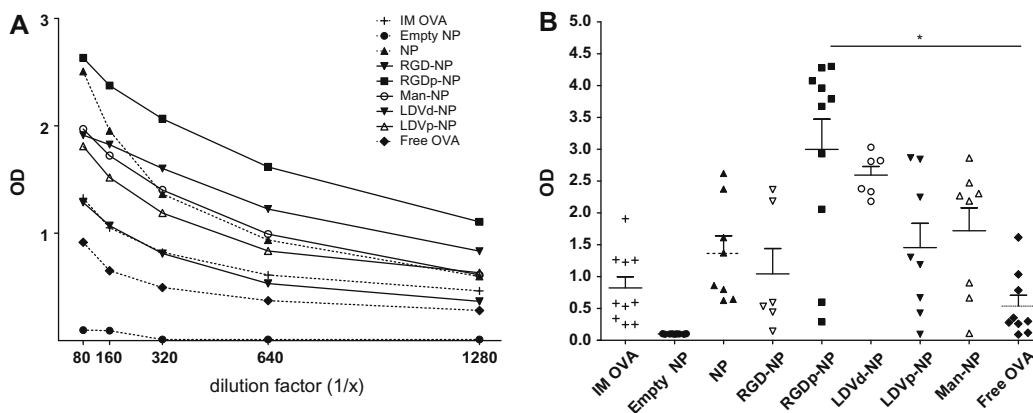 A
OD
3
2
1
80 160 320 640 1280
dilution factor (1/x)
IM OVA
Empty NP
NP
RGD-NP
RGDp-NP
Man-NP
LDVd-NP
LDVp-NP
Free OVA
B
OD
5.0
4.5
4.0
3.5
3.0
2.5
2.0
1.5
1.0
0.5
0.0
*
IM OVA
Empty NP
NP
RGD-NP
RGDp-NP
LDVd-NP
LDVp-NP
Man-NP
Free OVA